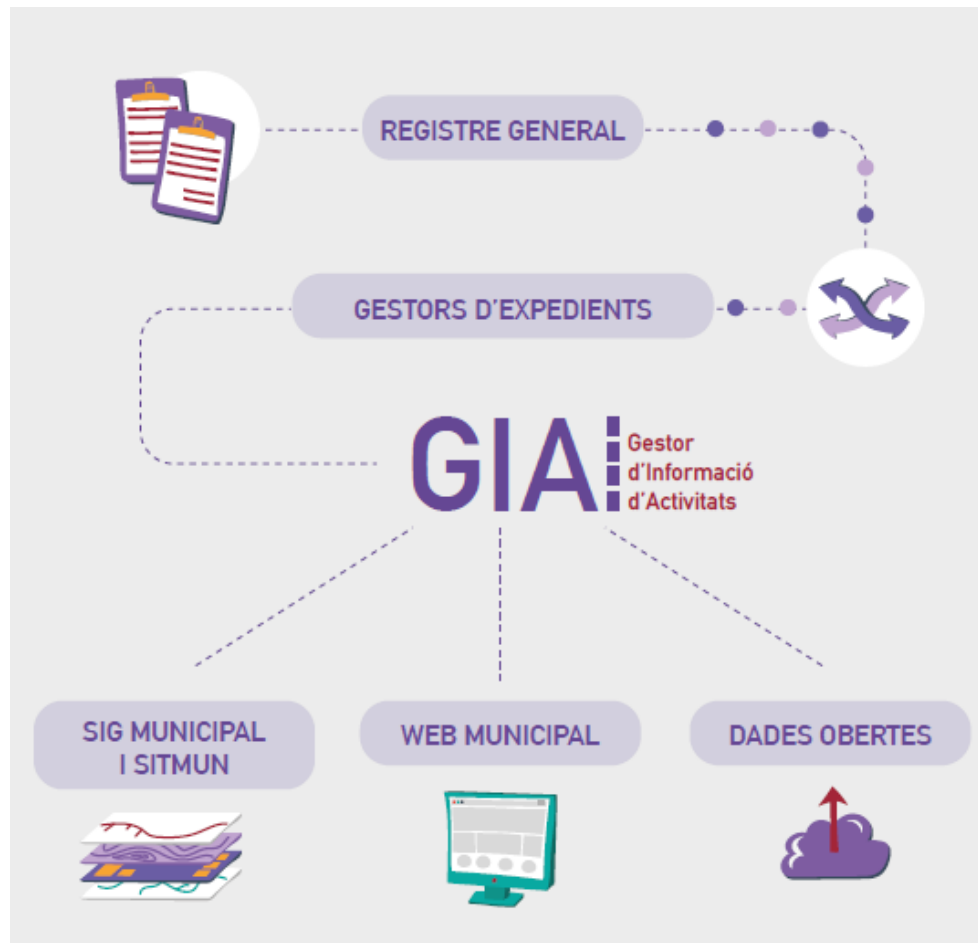 REGISTRE GENERAL
GESTORS D'EXPEDIENTS
GIA
Gestor
d'Informació
d'Activitats
SIG MUNICIPAL
I SITMUN
WEB MUNICIPAL
DADES OBERTES